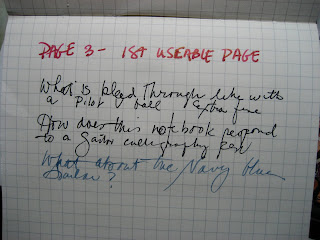 PAGE 3 - 1ST USEABLE PAGE
What is bleed through like with
a Pilot ball extra fine
How does this notebook respond
to a Sailor calligraphy pen
What about the Navy blue
Sailor?